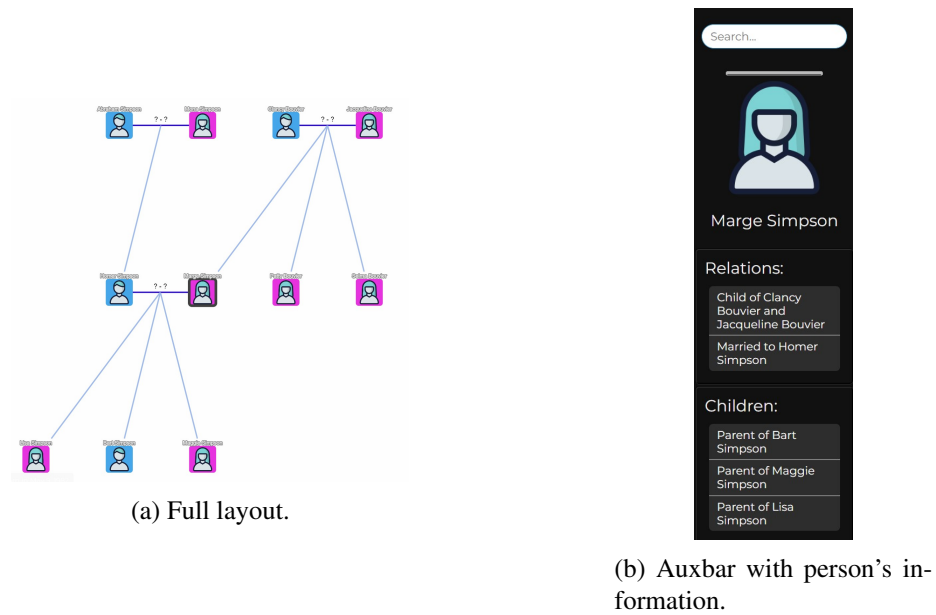 Abraham Simpson
Mona Simpson
Clancy Bouvier
Jacqueline Bouvier
? - ?
? - ?
Homer Simpson
Marge Simpson
Patty Bouvier
Selma Bouvier
? - ?
Lisa Simpson
Bart Simpson
Maggie Simpson
(a) Full layout.
Search...
Marge Simpson
Relations:
Child of Clancy
Bouvier and
Jacqueline Bouvier
Married to Homer
Simpson
Children:
Parent of Bart
Simpson
Parent of Maggie
Simpson
Parent of Lisa
Simpson
(b) Auxbar with person's in-
formation.